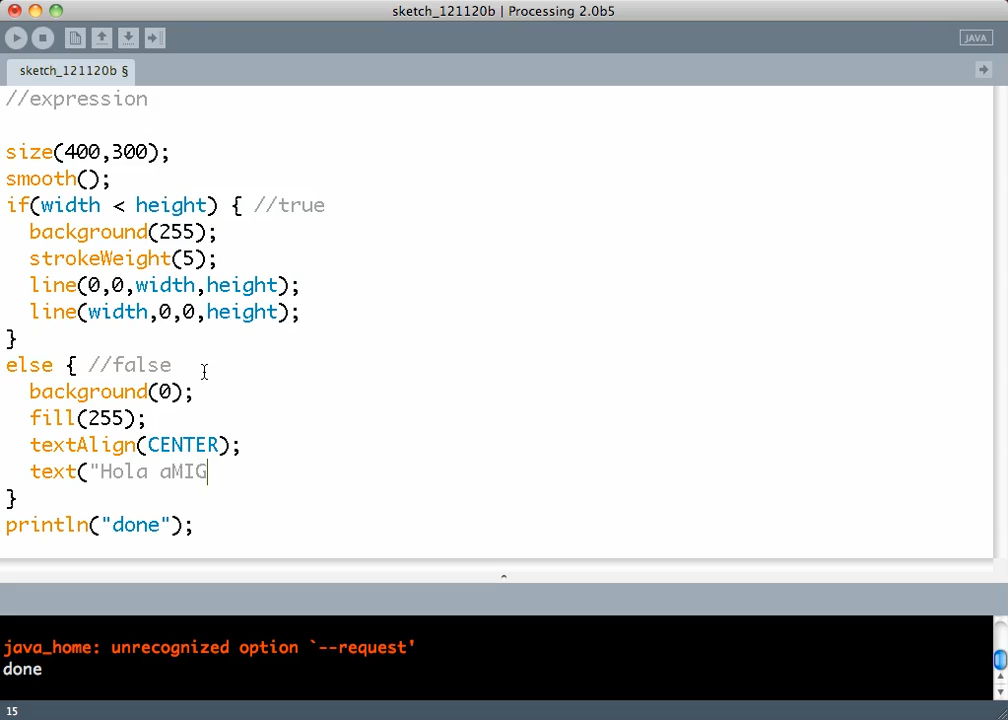 sketch_121120b | Processing 2.0b5
JAVA
sketch_121120b §
//expression
size(400,300);
smooth();
if(width < height) { //true
  background(255);
  strokeWeight(5);
  line(0,0,width,height);
  line(width,0,0,height);
}
else { //false
  background(0);
  fill(255);
  textAlign(CENTER);
  text("Hola aMIG
}
println("done");
java_home: unrecognized option `--request'
done
15